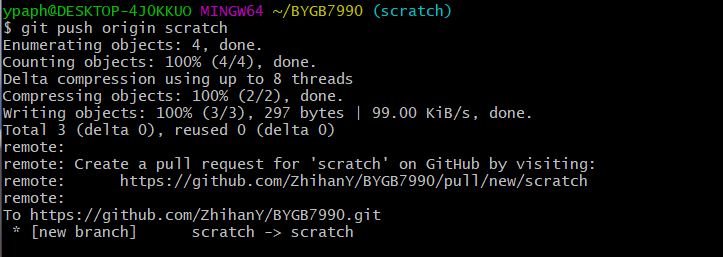 ypaph@DESKTOP-4JOKKUO MINGW64 ~/BYGB7990 (scratch)
$ git push origin scratch
Enumerating objects: 4, done.
Counting objects: 100% (4/4), done.
Delta compression using up to 8 threads
Compressing objects: 100% (2/2), done.
Writing objects: 100% (3/3), 297 bytes | 99.00 KiB/s, done.
Total 3 (delta 0), reused 0 (delta 0)
remote:
remote: Create a pull request for 'scratch' on GitHub by visiting:
remote:      https://github.com/ZhihanY/BYGB7990/pull/new/scratch
remote:
To https://github.com/ZhihanY/BYGB7990.git
 * [new branch]      scratch -> scratch